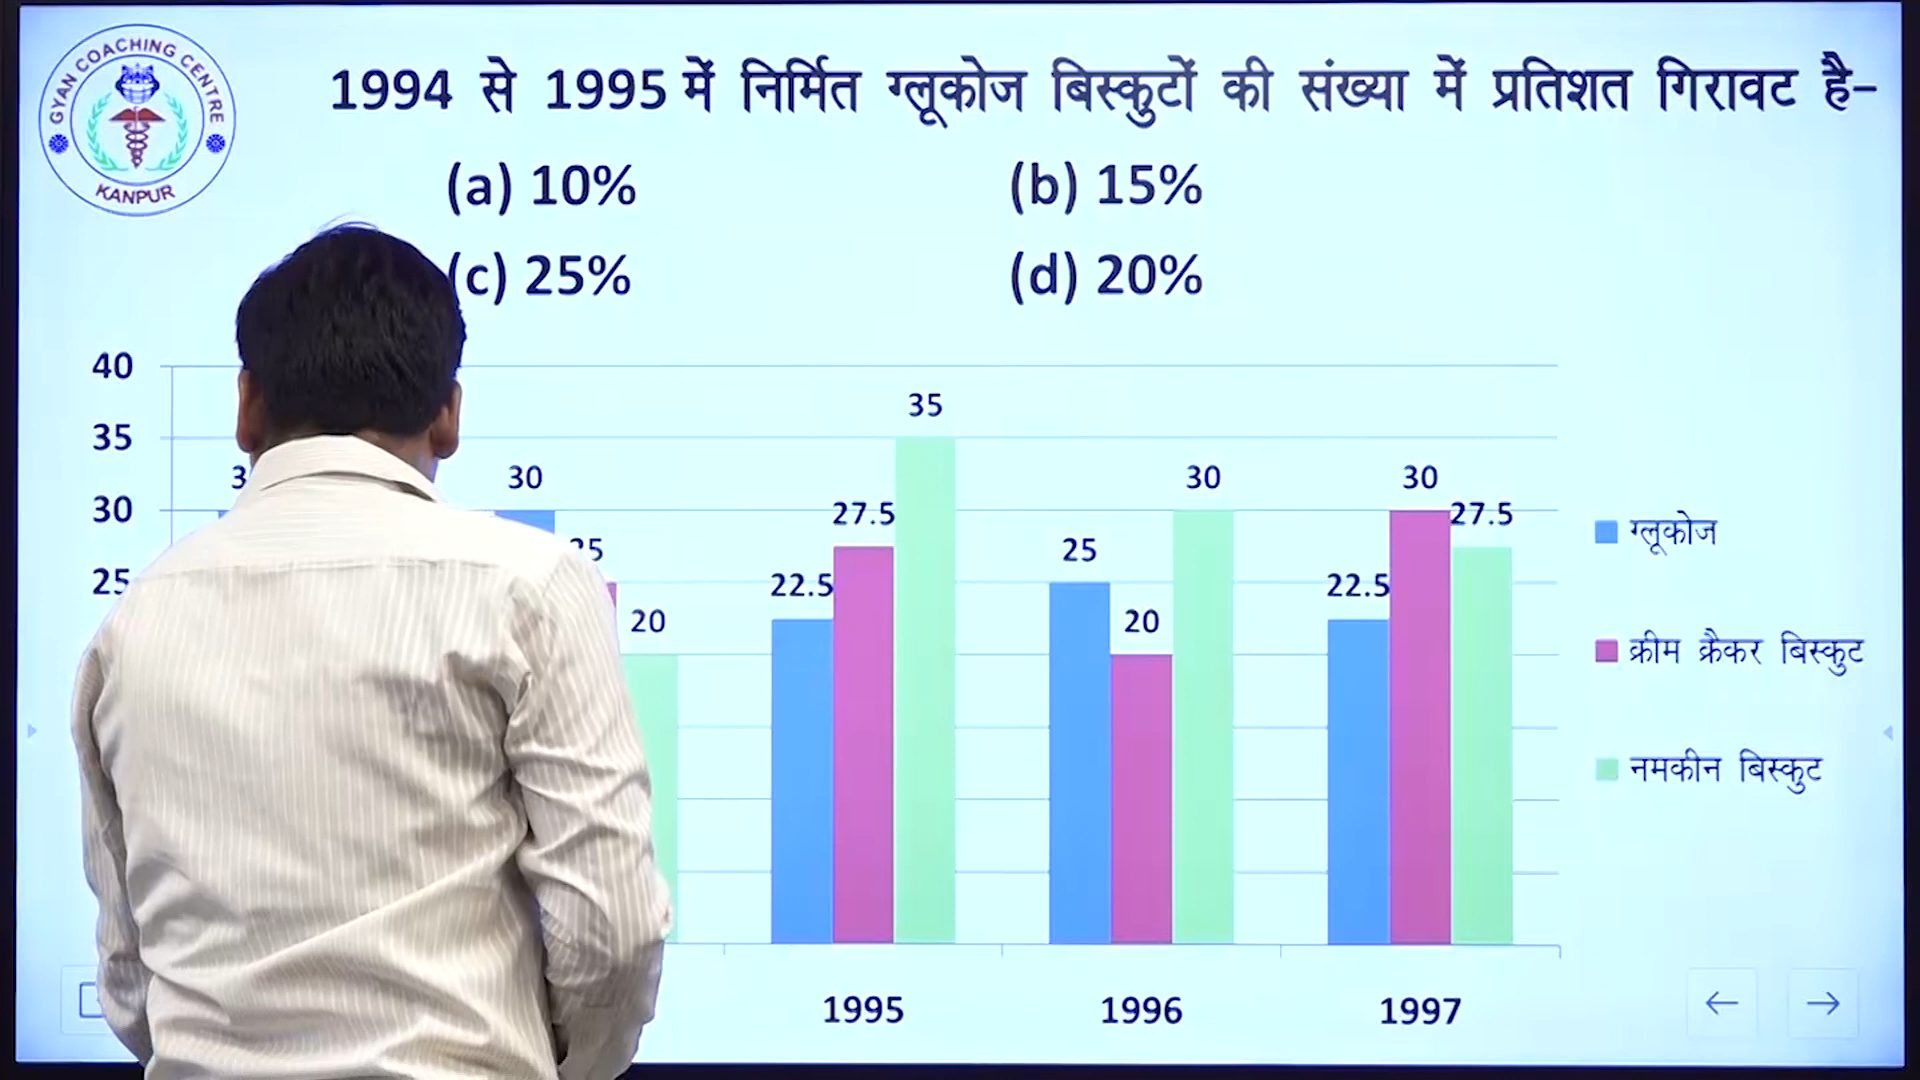 GYAN COACHING CENTRE
KANPUR
1994 से 1995 में निर्मित ग्लूकोज बिस्कुटों की संख्या में प्रतिशत गिरावट है-
(a) 10% (b) 15%
(c) 25% (d) 20%
40
35
30
25
30
20
22.5
27.5
35
25
20
30
22.5
30
27.5
1995 1996 1997
ग्लूकोज
क्रीम क्रैकर बिस्कुट
नमकीन बिस्कुट